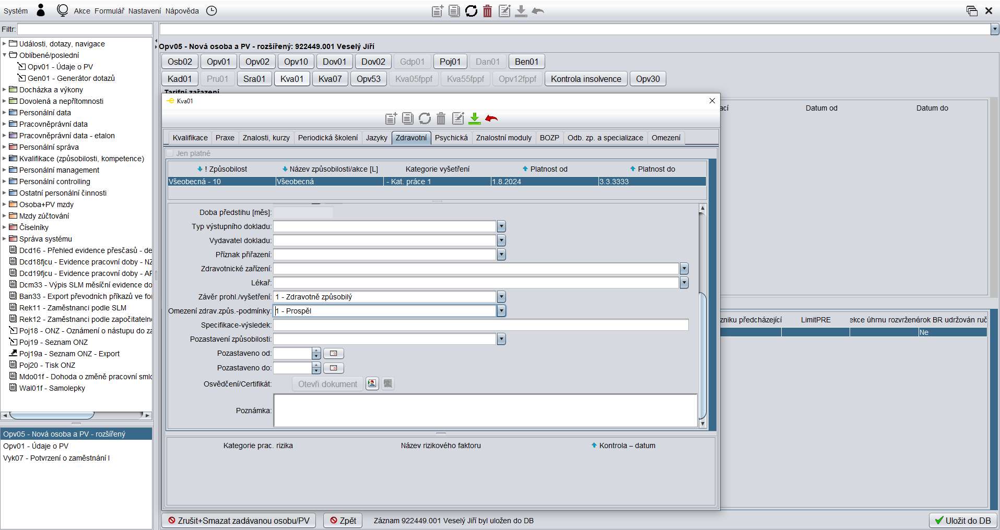 Systém Akce Formulář Nastavení Nápověda
Filtr:
Události, dotazy, navigace
Oblíbené/poslední
Opv01 - Údaje o PV
Gen01 - Generátor dotazů
Docházka a výkony
Dovolená a nepřítomnosti
Personální data
Pracovněprávní data
Pracovněprávní data - etalon
Personální správa
Kvalifikace (způsobilosti, kompetence)
Personální management
Personální controlling
Ostatní personální činnosti
Osoba+PV mzdy
Mzdy zúčtování
Číselníky
Správa systému
Dcd16 - Přehled evidence přesčasů - de
Dcd18fjcu - Evidence pracovní doby - NZ
Dcd19fjcu - Evidence pracovní doby - AF
Dcm33 - Výpis SLM měsíční evidence do
Ban33 - Export převodních příkazů ve for
Rek11 - Zaměstnanci podle SLM
Rek12 - Zaměstnanci podle započitatelne
Poj18 - ONZ - Oznámení o nástupu do za
Poj19 - Seznam ONZ
Poj19a - Seznam ONZ - Export
Poj20 - Tisk ONZ
Mdo01f - Dohoda o změně pracovní smlo
Wal01f - Samolepky
Opv05 - Nová osoba a PV - rozšířený
Opv01 - Údaje o PV
Vyk07 - Potvrzení o zaměstnání I
Opv05 - Nová osoba a PV - rozšířený: 922449.001 Veselý Jiří
Osb02 Opv01 Opv02 Opv10 Dov01 Dov02 Gdp01 Poj01 Dan01 Ben01
Kad01 Pru01 Sra01 Kva01 Kva07 Opv53 Kva05fppf Kva55fppf Opv12fppf Kontrola insolvence Opv30
Tarifní zařazení
ací Datum od Datum do
Kva01
Kvalifikace Praxe Znalosti, kurzy Periodická školení Jazyky Zdravotní Psychická Znalostní moduly BOZP Odb. zp. a specializace Omezení
Jen platné
! Způsobilost Název způsobilosti/akce [L] Kategorie vyšetření Platnost od Platnost do
Všeobecná - 10 Všeobecná - Kat. práce 1 1.8.2024 3.3.3333
Doba předstihu [měs]:
Typ výstupního dokladu:
Vydavatel dokladu:
Příznak přiřazení:
Zdravotnické zařízení:
Lékař:
Závěr prohl./vyšetření: 1 - Zdravotně způsobilý
Omezení zdrav.způs.-podmínky: 1 - Prospěl
Specifikace-výsledek:
Pozastavení způsobilosti:
Pozastaveno od:
Pozastaveno do:
Osvědčení/Certifikát: Otevři dokument
Poznámka:
Kategorie prac. rizika Název rizikového faktoru Kontrola – datum
zniku předcházející LimitPRE ekce úhrnu rozvržená rok BR udržován ruč
Ne
Zrušit+Smazat zadávanou osobu/PV Zpět Záznam 922449.001 Veselý Jiří byl uložen do DB Uložit do DB